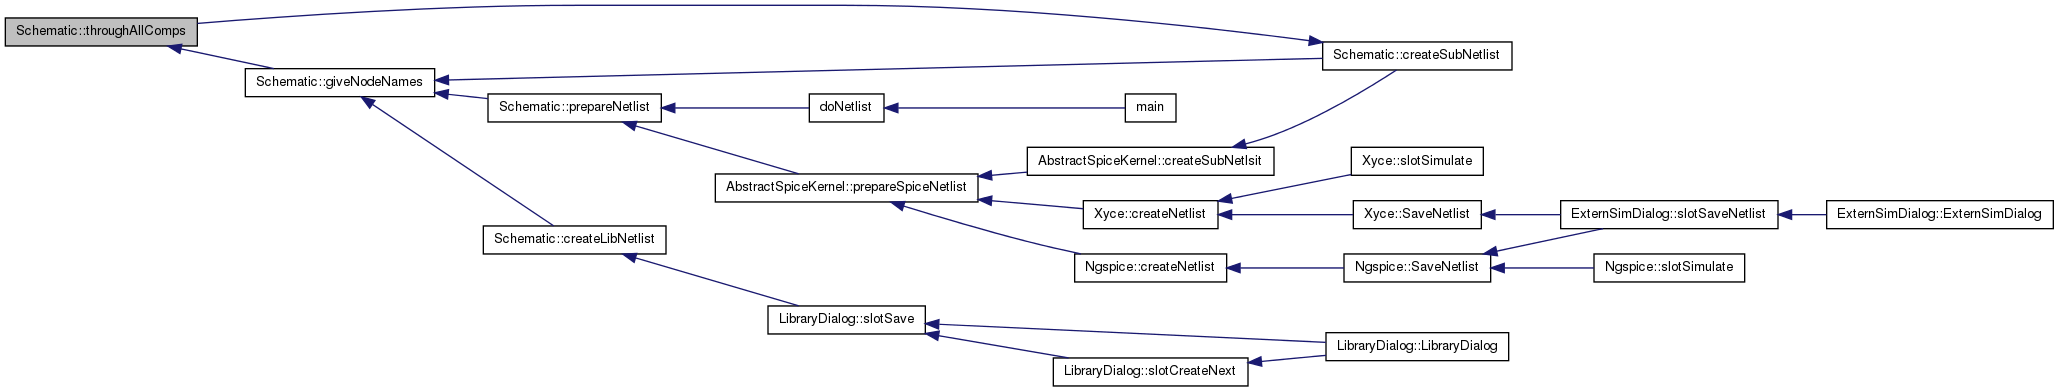 Schematic::throughAllComps
Schematic::createSubNetlist
Schematic::giveNodeNames
Schematic::prepareNetlist
doNetlist
main
AbstractSpiceKernel::createSubNetlsit
Xyce::slotSimulate
AbstractSpiceKernel::prepareSpiceNetlist
Xyce::createNetlist
Xyce::SaveNetlist
ExternSimDialog::slotSaveNetlist
ExternSimDialog::ExternSimDialog
Schematic::createLibNetlist
Ngspice::createNetlist
Ngspice::SaveNetlist
Ngspice::slotSimulate
LibraryDialog::slotSave
LibraryDialog::LibraryDialog
LibraryDialog::slotCreateNext